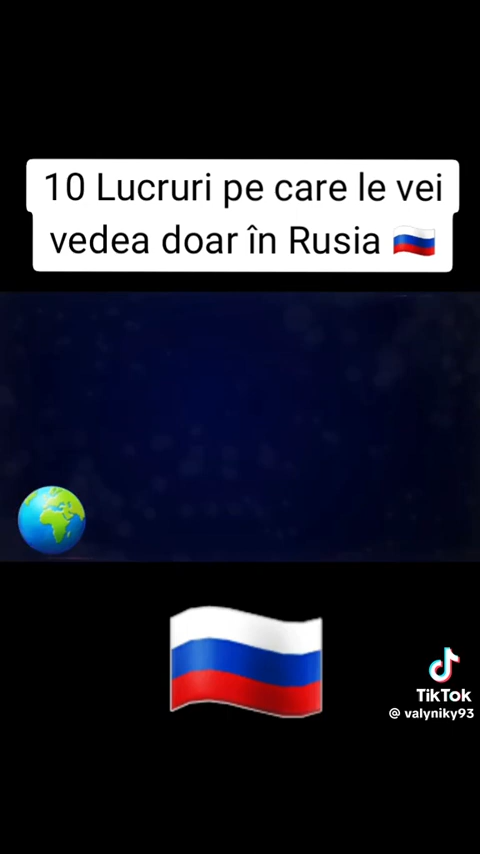 10 Lucruri pe care le vei
vedea doar în Rusia 🇷🇺
TikTok
@ valyniky93